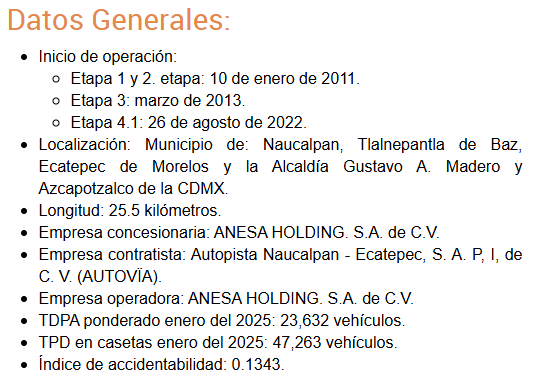 Datos Generales:
Inicio de operación:
Etapa 1 y 2. etapa: 10 de enero de 2011.
Etapa 3: marzo de 2013.
Etapa 4.1: 26 de agosto de 2022.
Localización: Municipio de: Naucalpan, Tlalnepantla de Baz,
Ecatepec de Morelos y la Alcaldía Gustavo A. Madero y
Azcapotzalco de la CDMX.
Longitud: 25.5 kilómetros.
Empresa concesionaria: ANESA HOLDING. S.A. de C.V.
Empresa contratista: Autopista Naucalpan - Ecatepec, S. A. P, I, de
C. V. (AUTOVÏA).
Empresa operadora: ANESA HOLDING. S.A. de C.V.
TDPA ponderado enero del 2025: 23,632 vehículos.
TPD en casetas enero del 2025: 47,263 vehículos.
Índice de accidentabilidad: 0.1343.